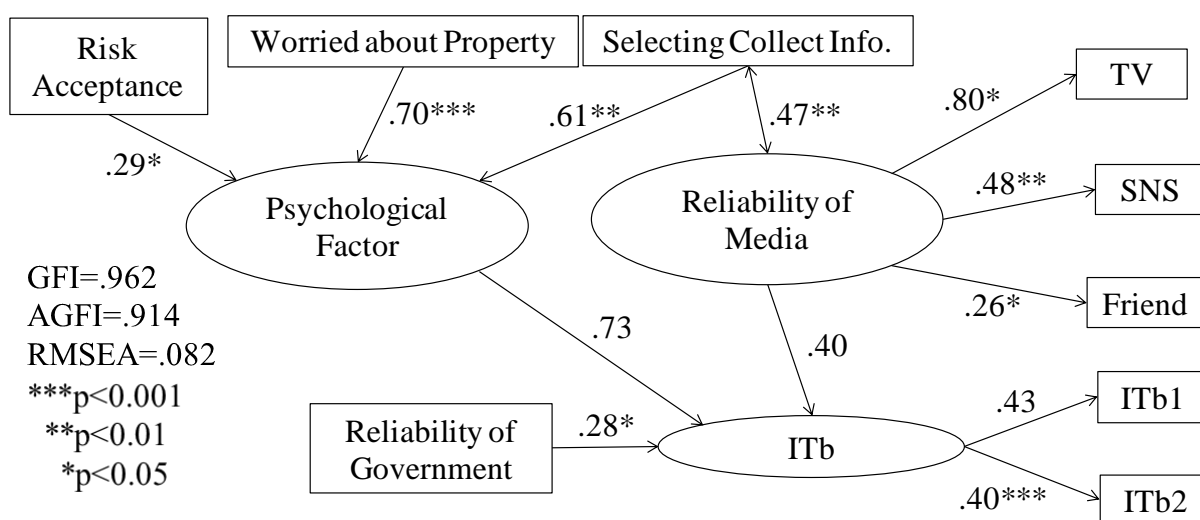 Risk
Acceptance
Worried about Property
Selecting Collect Info.
TV
.29*
.70***
.61**
.47**
.80*
Psychological
Factor
Reliability of
Media
.48**
SNS
.26*
Friend
GFI=.962
AGFI=.914
RMSEA=.082
***p<0.001
**p<0.01
*p<0.05
.73
.40
Reliability of
Government
.28*
ITb
.43
ITb1
.40***
ITb2